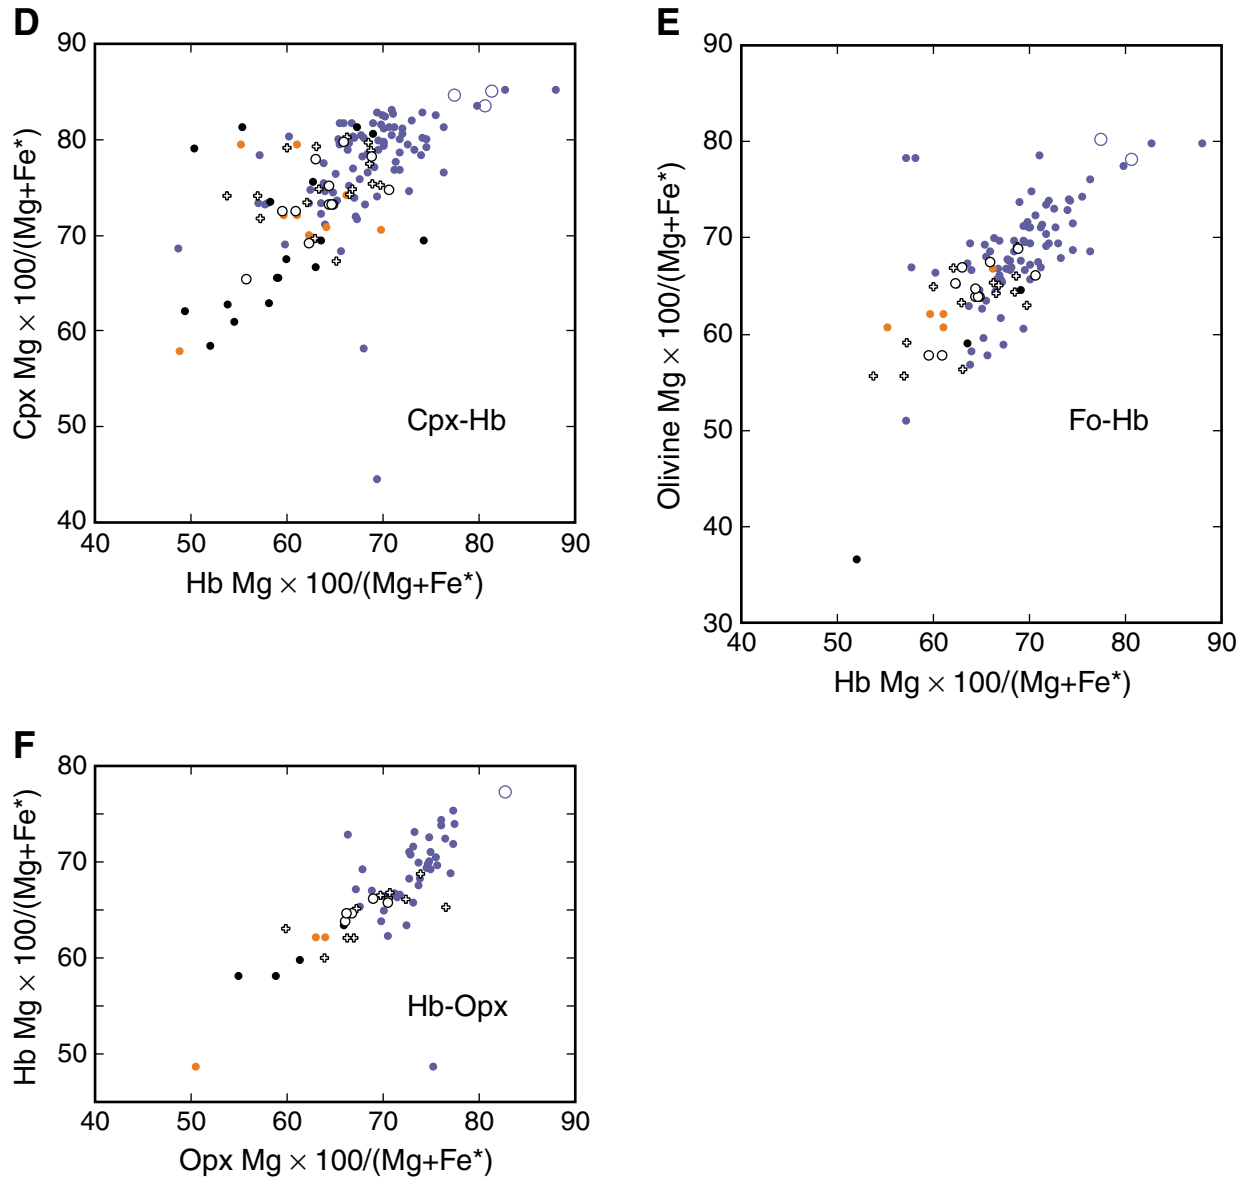 D
90
80
70
60
50
40
Cpx Mg × 100/(Mg+Fe*)
Cpx-Hb
40 50 60 70 80 90
Hb Mg × 100/(Mg+Fe*)
E
90
80
70
60
50
40
30
Olivine Mg × 100/(Mg+Fe*)
Fo-Hb
40 50 60 70 80 90
Hb Mg × 100/(Mg+Fe*)
F
80
70
60
50
Hb Mg × 100/(Mg+Fe*)
Hb-Opx
40 50 60 70 80 90
Opx Mg × 100/(Mg+Fe*)